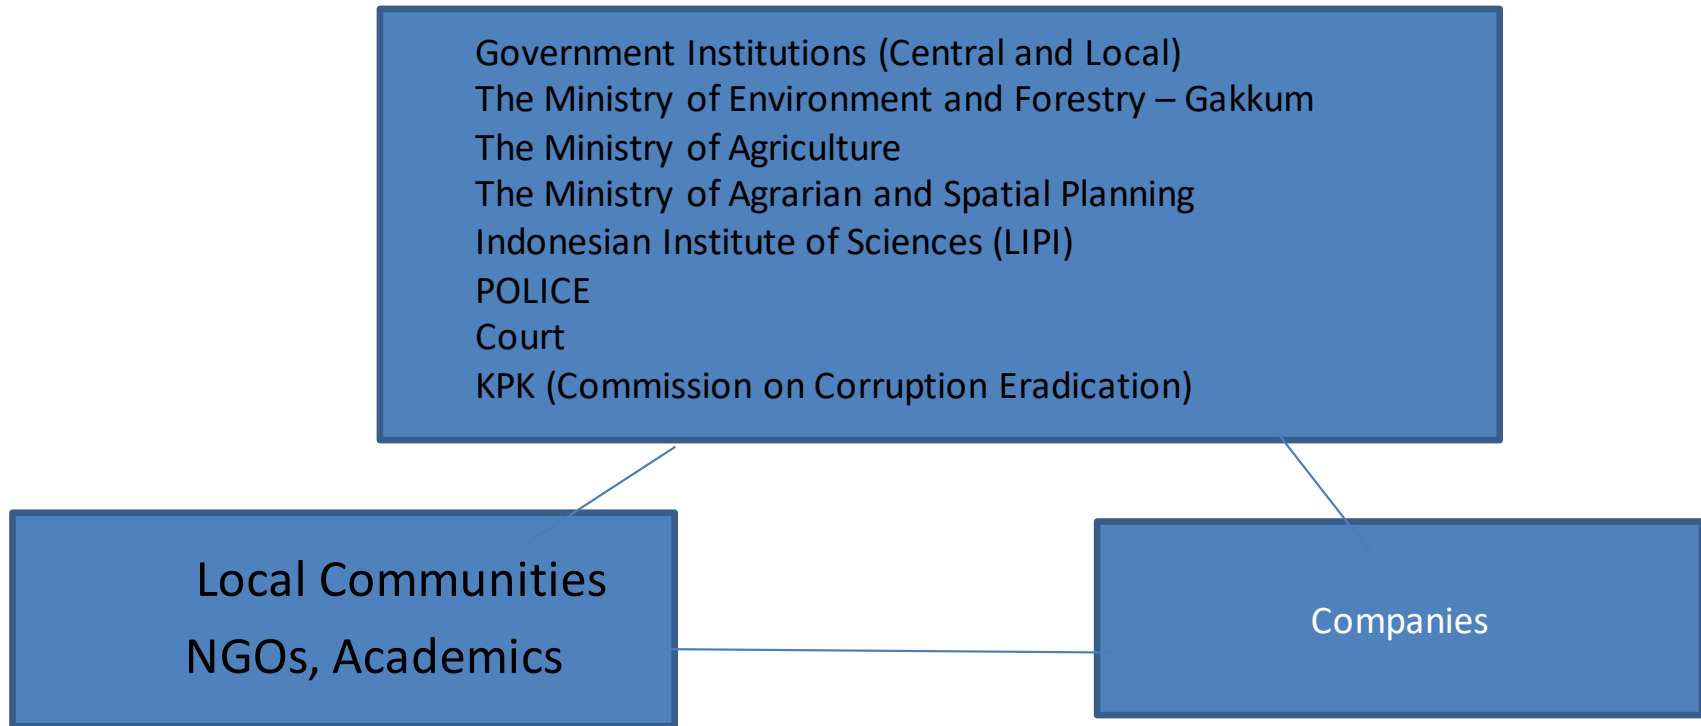 Government Institutions (Central and Local)
The Ministry of Environment and Forestry – Gakkum
The Ministry of Agriculture
The Ministry of Agrarian and Spatial Planning
Indonesian Institute of Sciences (LIPI)
POLICE
Court
KPK (Commission on Corruption Eradication)
Local Communities
NGOs, Academics
Companies